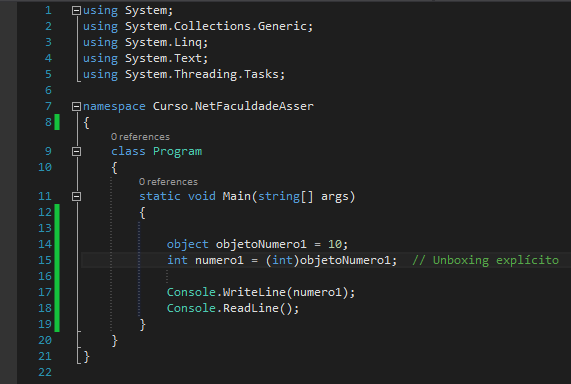 1 using System;
2 using System.Collections.Generic;
3 using System.Linq;
4 using System.Text;
5 using System.Threading.Tasks;
6
7 namespace Curso.NetFaculdadeAsser
8 {
0 references
9 class Program
10 {
0 references
11 static void Main(string[] args)
12 {
13
14 object objetoNumero1 = 10;
15 int numero1 = (int)objetoNumero1; // Unboxing explícito
16
17 Console.WriteLine(numero1);
18 Console.ReadLine();
19 }
20 }
21 }
22